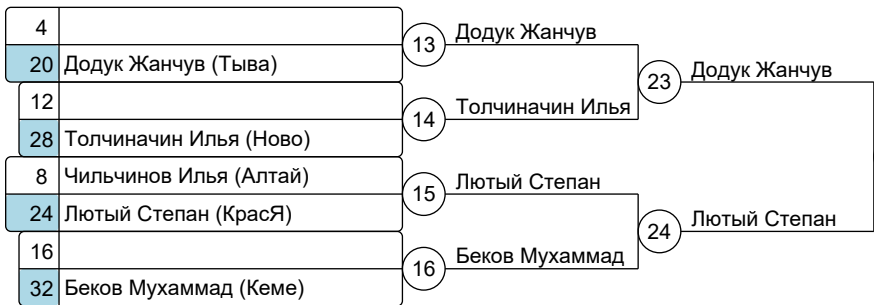 4
20 Додук Жанчув (Тыва)
12
28 Толчиначин Илья (Ново)
8 Чильчинов Илья (Алтай)
24 Лютый Степан (КрасЯ)
16
32 Беков Мухаммад (Кеме)
13 Додук Жанчув
14 Толчиначин Илья
15 Лютый Степан
16 Беков Мухаммад
23 Додук Жанчув
24 Лютый Степан